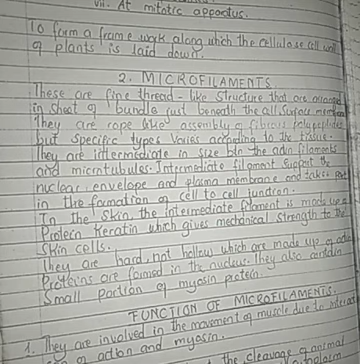 vii. At mitotic apparatus.
To form a frame work along which the cellulose cell wall
of plants is laid down.
2. MICROFILAMENTS
These are fine thread-like structure that are arranged
in sheet of bundle just beneath the cell surface
They are rope like assembly of fibrous polypeptides
but specific types varies according to the tissue.
They are intermediate in size b/w the actin filaments
and microtubules. Intermediate filament support the
nuclear envelope and plasma membrane and takes part
in the formation of cell to cell junction.
In the skin, the intermediate filament is made up of
Protein Keratin which gives mechanical strength to the
skin cells.
They are hard, not hollow which are made up of actin
Proteins are formed in the nucleus. They also contain
small portion of myosin protein.
FUNCTION OF MICROFILAMENTS.
1. They are involved in the movement of muscle due to
of actin and myosin.
the cleavage of animal